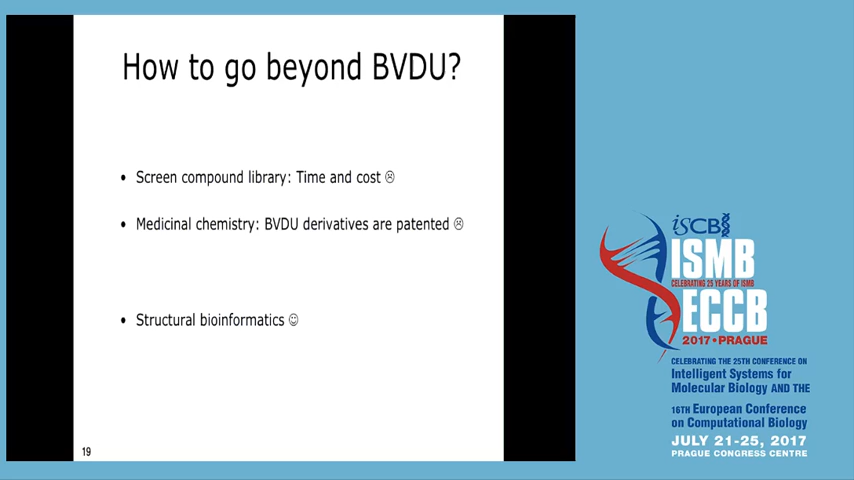 How to go beyond BVDU?
• Screen compound library: Time and cost ☹
• Medicinal chemistry: BVDU derivatives are patented ☹
• Structural bioinformatics ☺
19
iSCB
ISMB
CELEBRATING 25 YEARS OF ISMB
ECCB
2017 • PRAGUE
CELEBRATING THE 25TH CONFERENCE ON
Intelligent Systems for
Molecular Biology AND THE
16TH European Conference
on Computational Biology
JULY 21-25, 2017
PRAGUE CONGRESS CENTRE